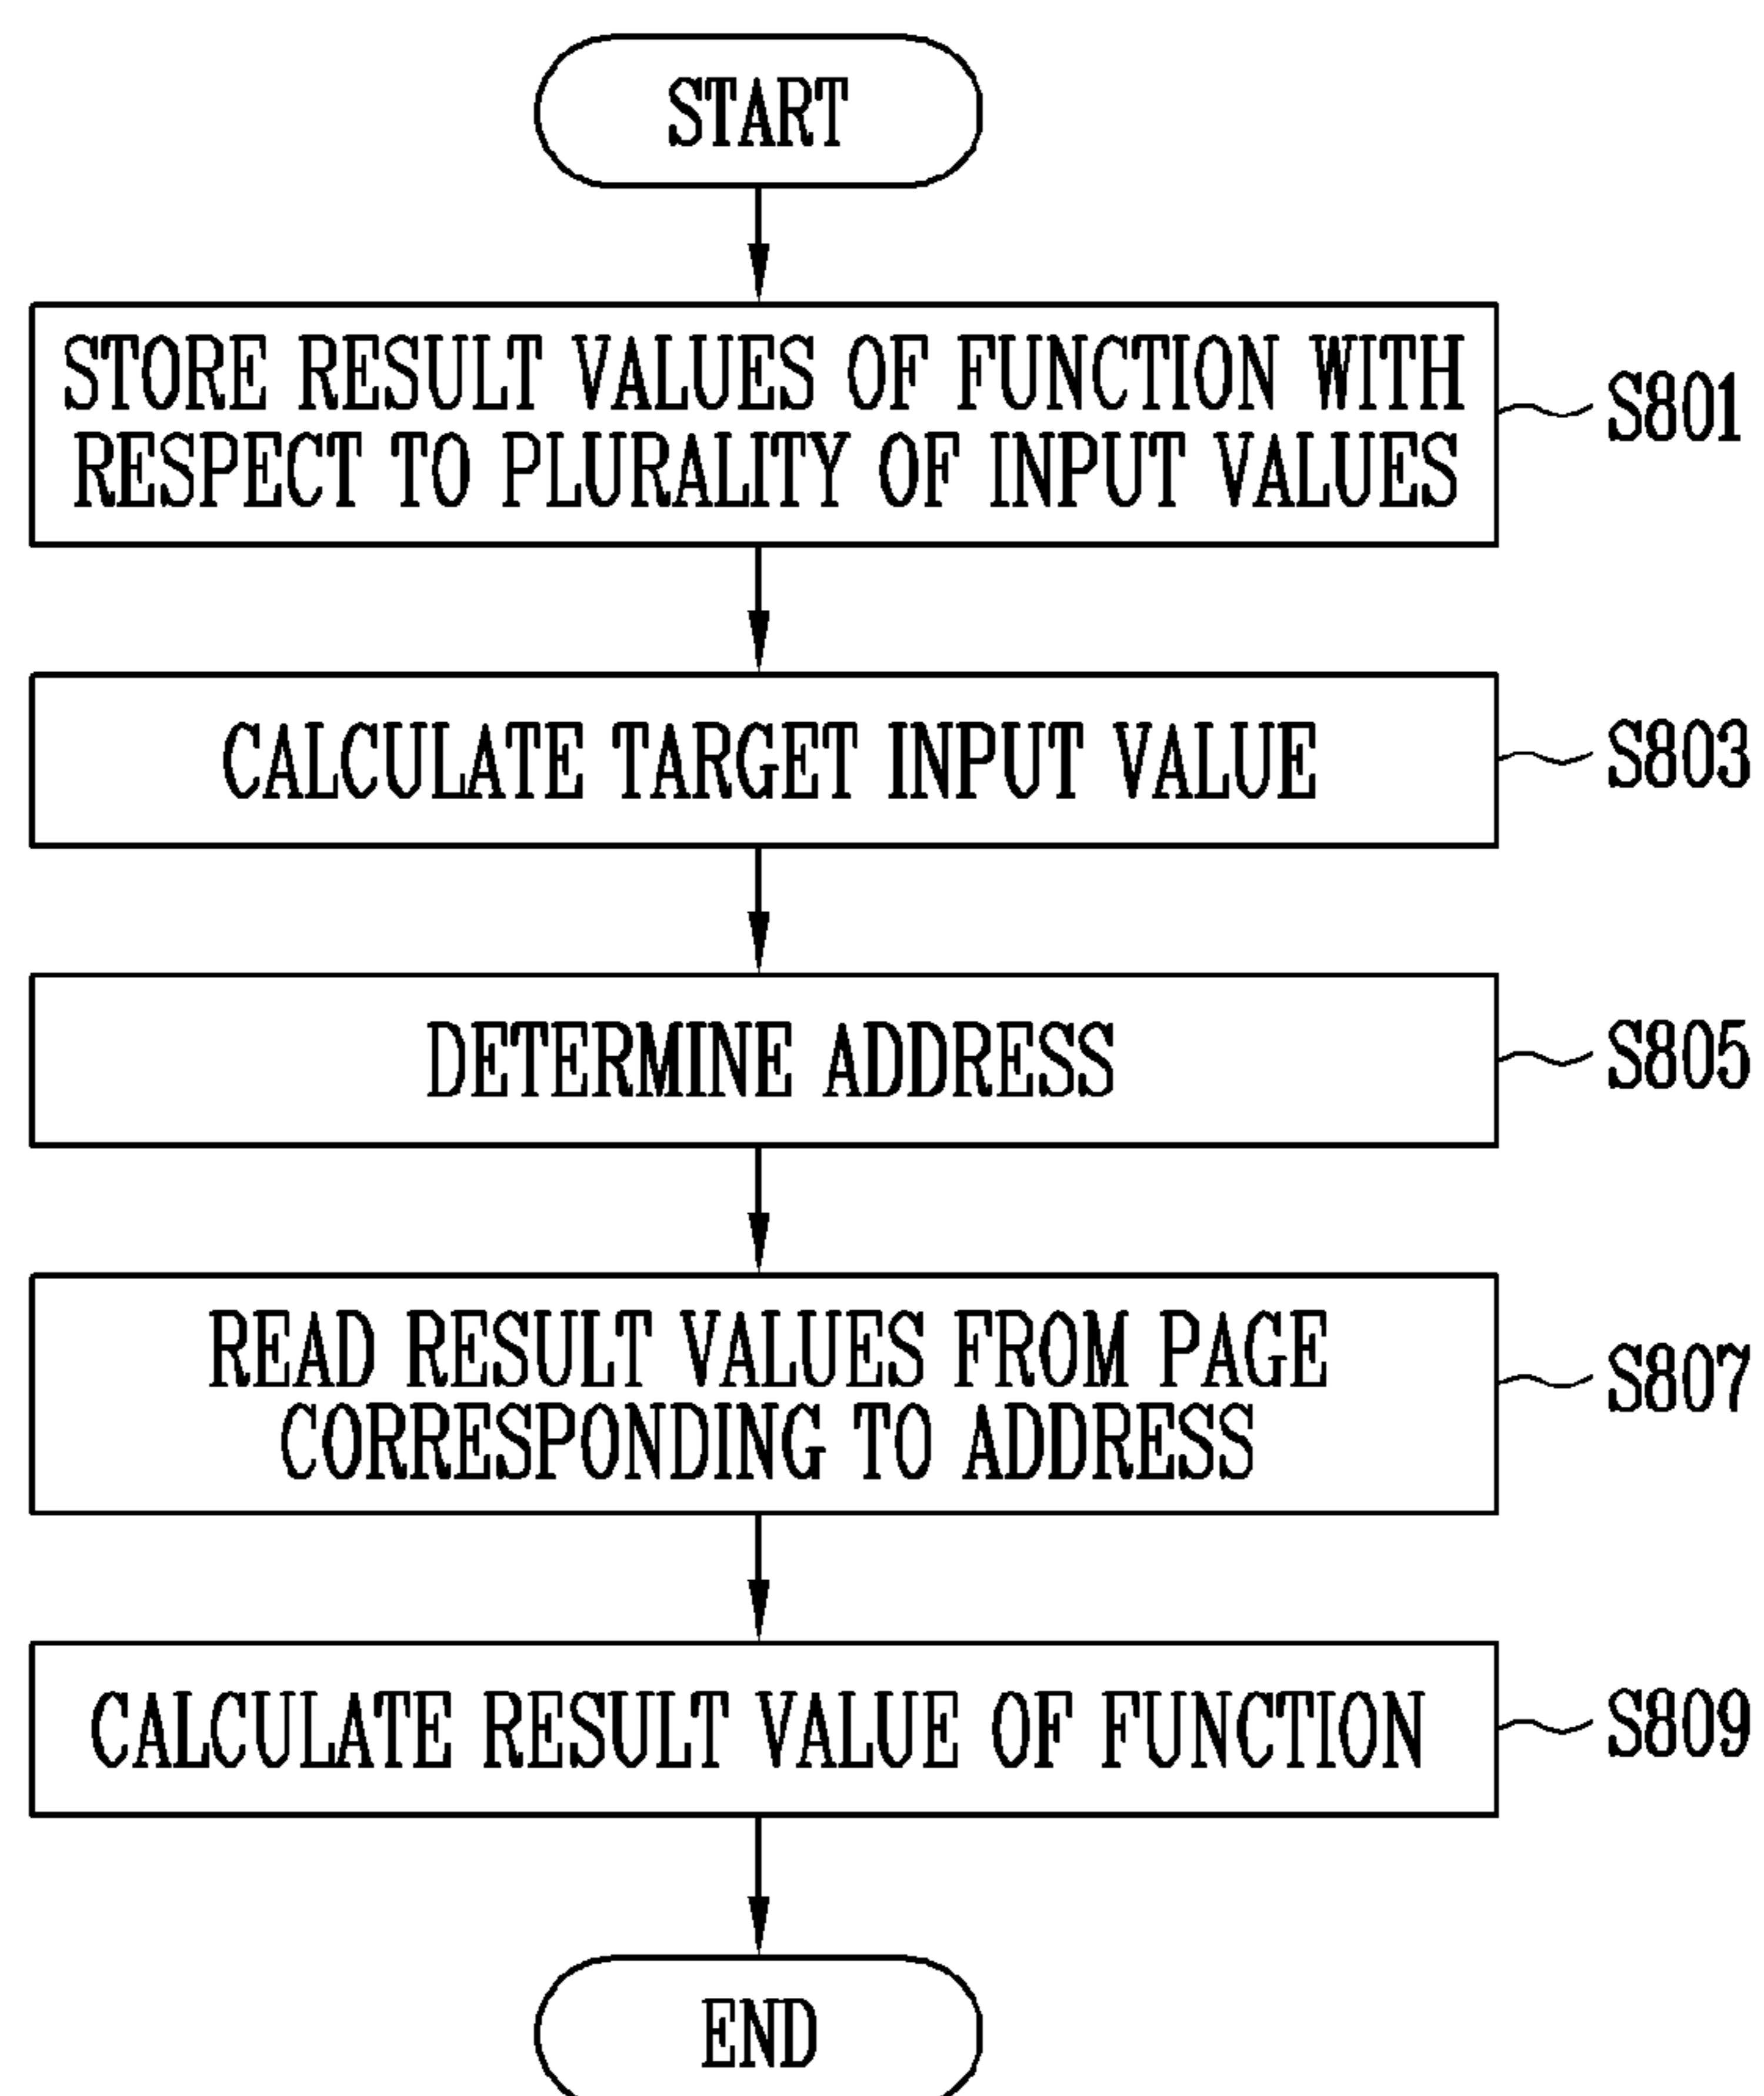 START
STORE RESULT VALUES OF FUNCTION WITH
RESPECT TO PLURALITY OF INPUT VALUES
S801
CALCULATE TARGET INPUT VALUE
S803
DETERMINE ADDRESS
S805
READ RESULT VALUES FROM PAGE
CORRESPONDING TO ADDRESS
S807
CALCULATE RESULT VALUE OF FUNCTION
S809
END